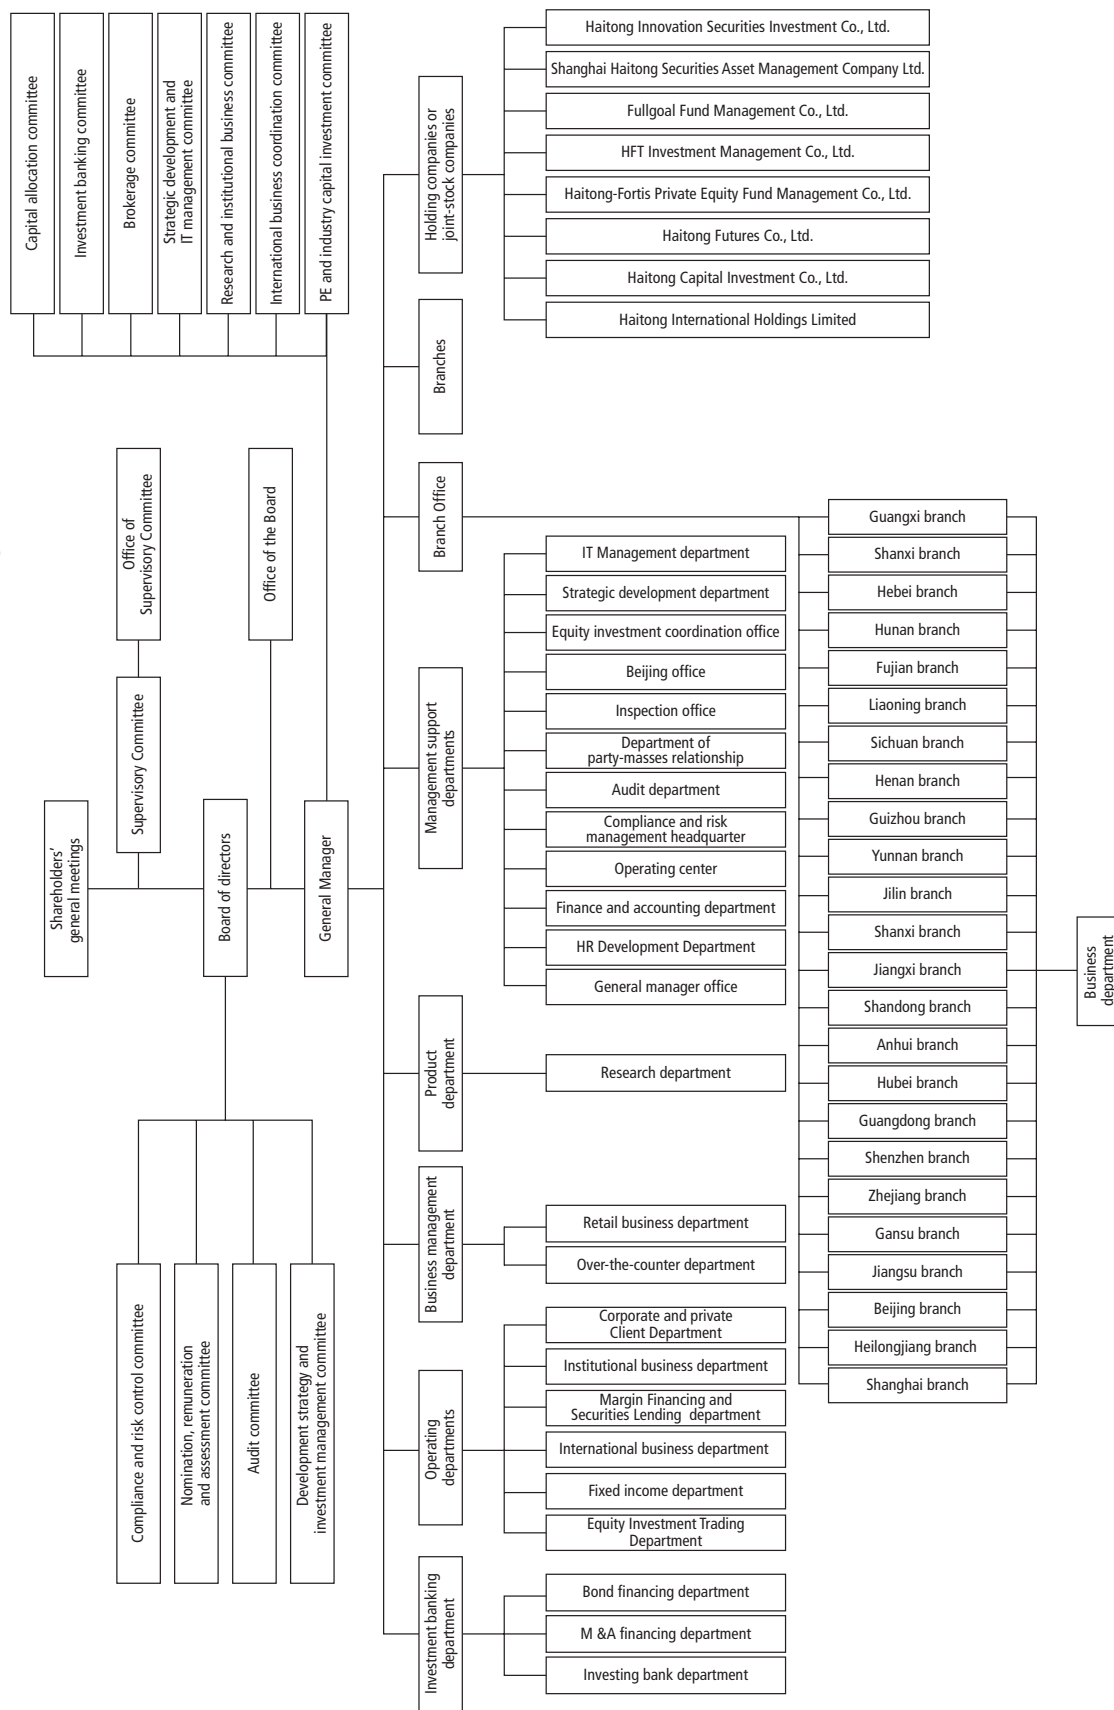 Shareholders'
general meetings
Supervisory Committee
Office of
Supervisory Committee
Board of directors
Office of the Board
General Manager
Compliance and risk control committee
Nomination, remuneration
and assessment committee
Audit committee
Development strategy and
investment management committee
Capital allocation committee
Investment banking committee
Brokerage committee
Strategic development and
IT management committee
Research and institutional business committee
International business coordination committee
PE and industry capital investment committee
Holding companies or
joint-stock companies
Haitong Innovation Securities Investment Co., Ltd.
Shanghai Haitong Securities Asset Management Company Ltd.
Fullgoal Fund Management Co., Ltd.
HFT Investment Management Co., Ltd.
Haitong-Fortis Private Equity Fund Management Co., Ltd.
Haitong Futures Co., Ltd.
Haitong Capital Investment Co., Ltd.
Haitong International Holdings Limited
Branches
Branch Office
Guangxi branch
Shanxi branch
Hebei branch
Hunan branch
Fujian branch
Liaoning branch
Sichuan branch
Henan branch
Guizhou branch
Yunnan branch
Jilin branch
Shanxi branch
Jiangxi branch
Shandong branch
Anhui branch
Hubei branch
Guangdong branch
Shenzhen branch
Zhejiang branch
Gansu branch
Jiangsu branch
Beijing branch
Heilongjiang branch
Shanghai branch
Business
department
Management support
departments
IT Management department
Strategic development department
Equity investment coordination office
Beijing office
Inspection office
Department of
party-masses relationship
Audit department
Compliance and risk
management headquarter
Operating center
Finance and accounting department
HR Development Department
General manager office
Product
department
Research department
Business management
department
Retail business department
Over-the-counter department
Operating
departments
Corporate and private
Client Department
Institutional business department
Margin Financing and
Securities Lending department
International business department
Fixed income department
Equity Investment Trading
Department
Investment banking
department
Bond financing department
M &A financing department
Investing bank department